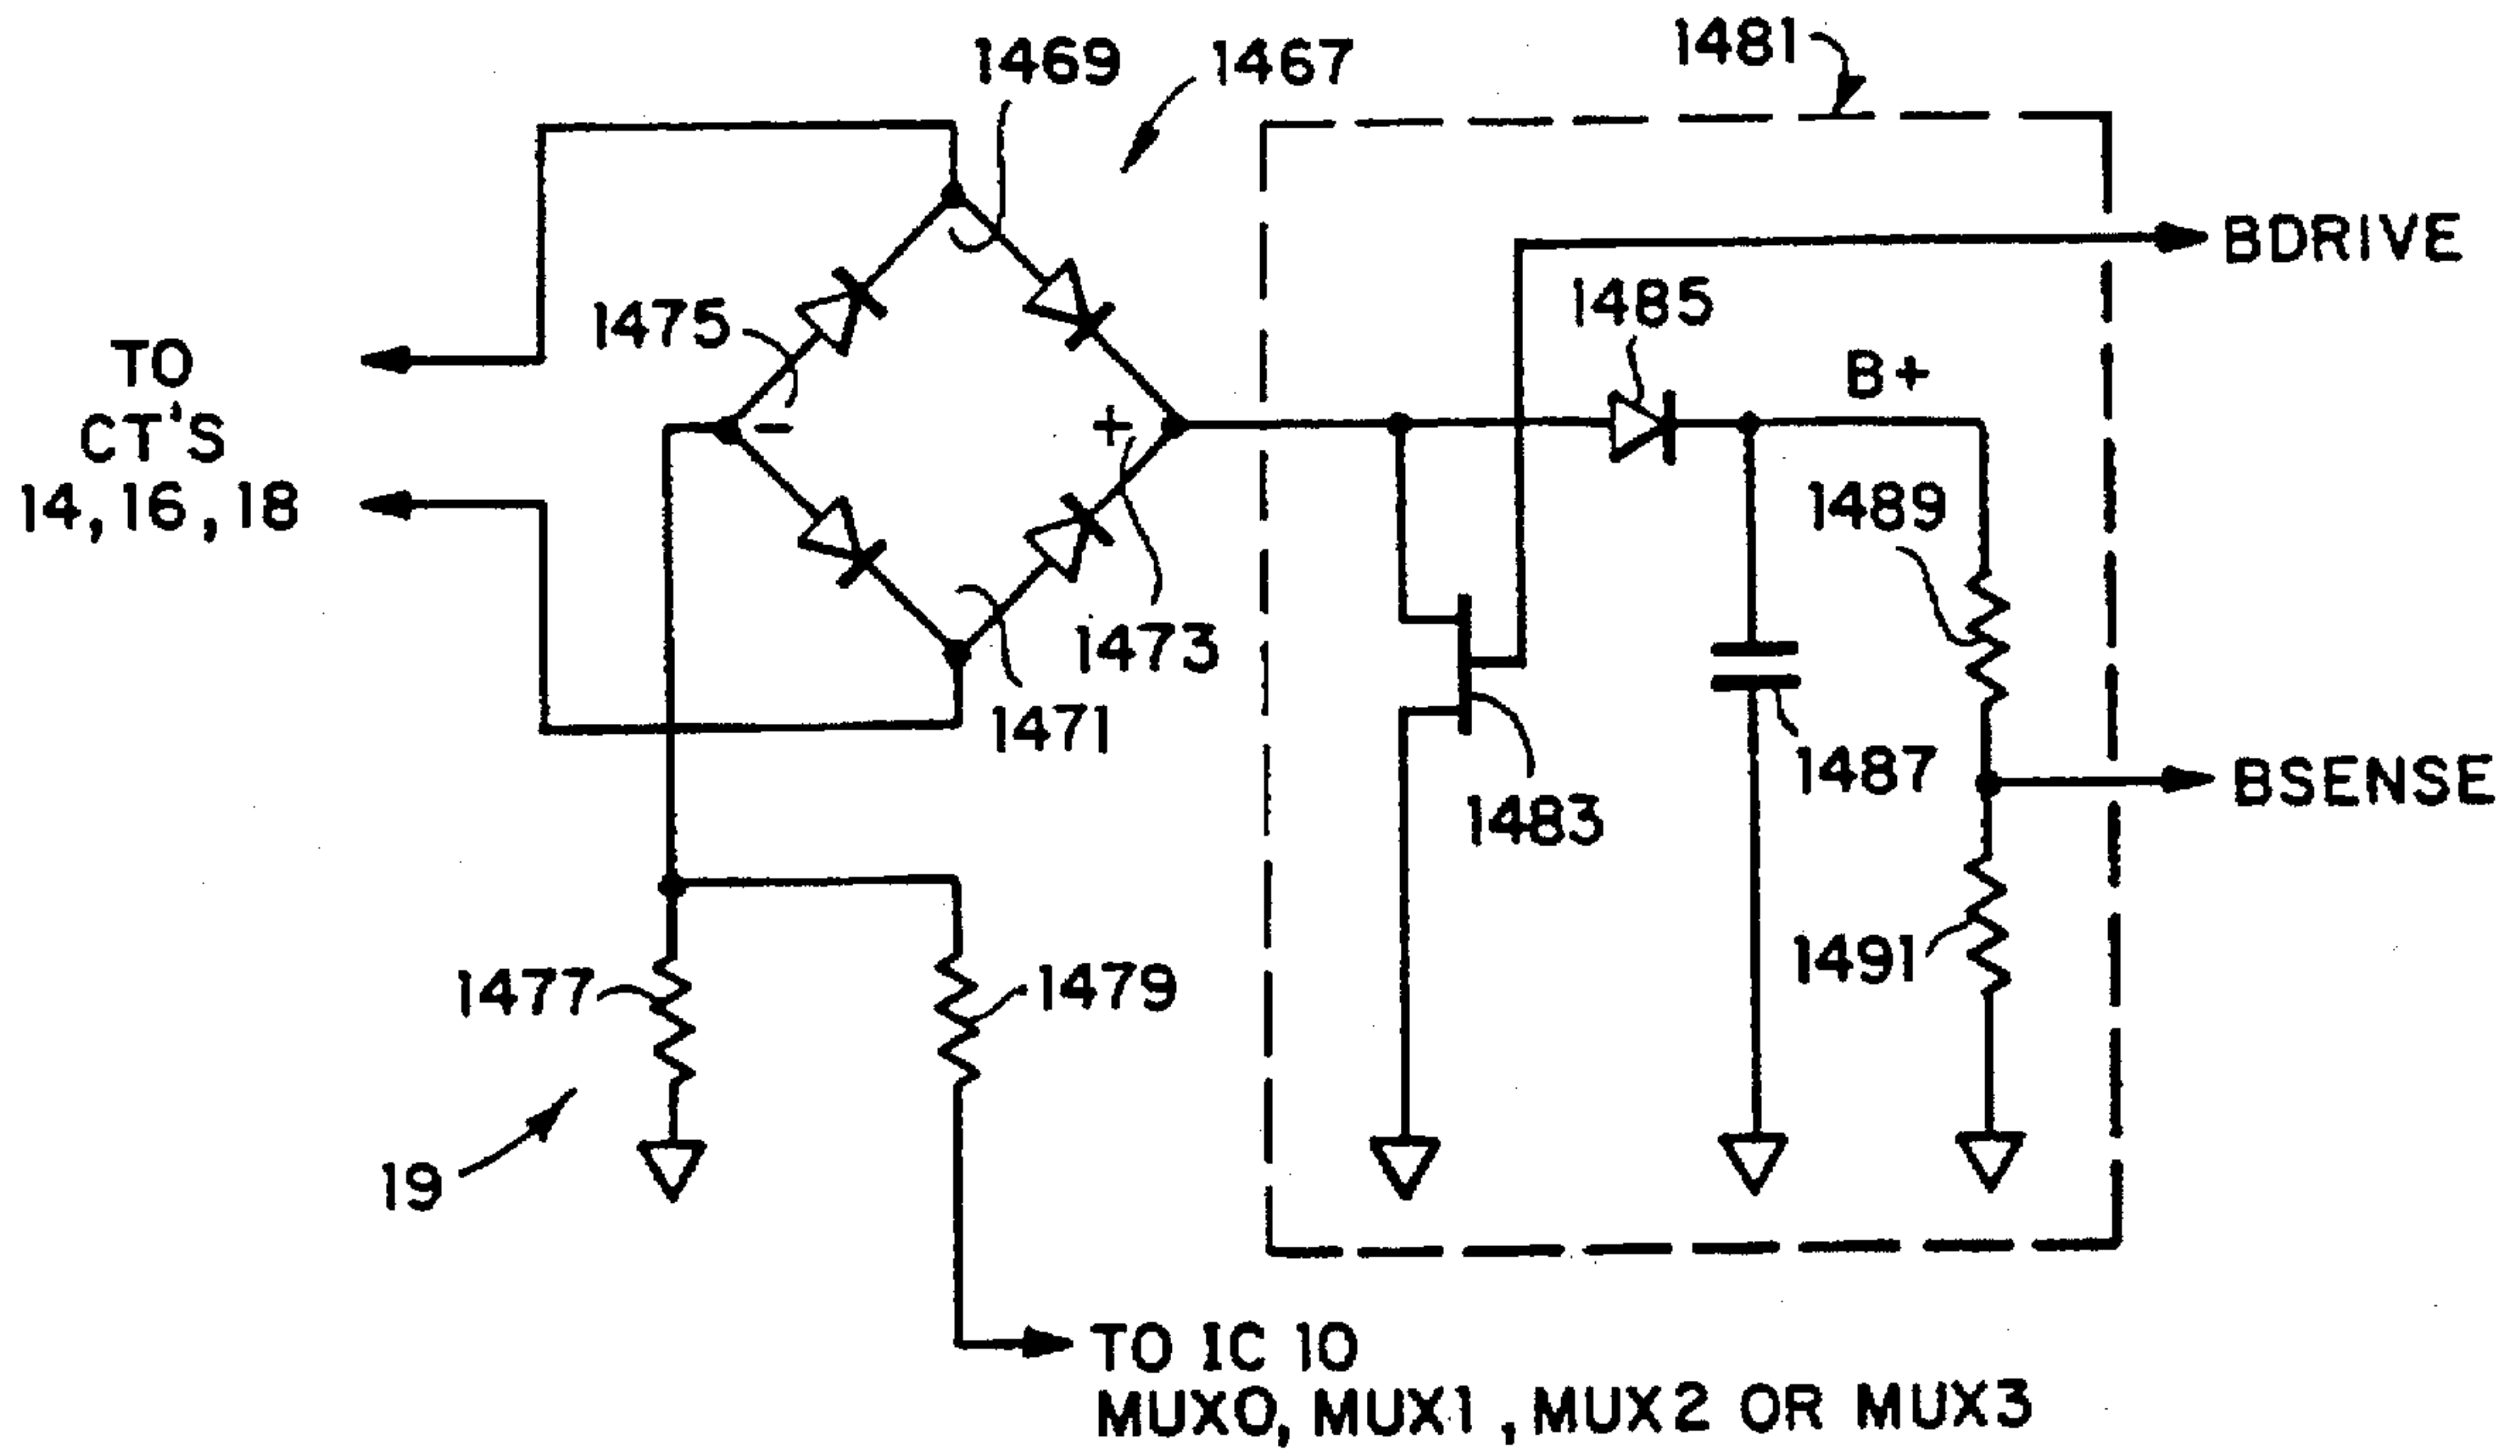 1469
1467
1481
BDRIVE
1475
1485
TO
CT'S
14,16,18
B+
-
+
1489
1473
1471
1487
BSENSE
1483
1477
1479
1491
19
TO IC 10
MUX0, MUX1, MUX2 OR MUX3